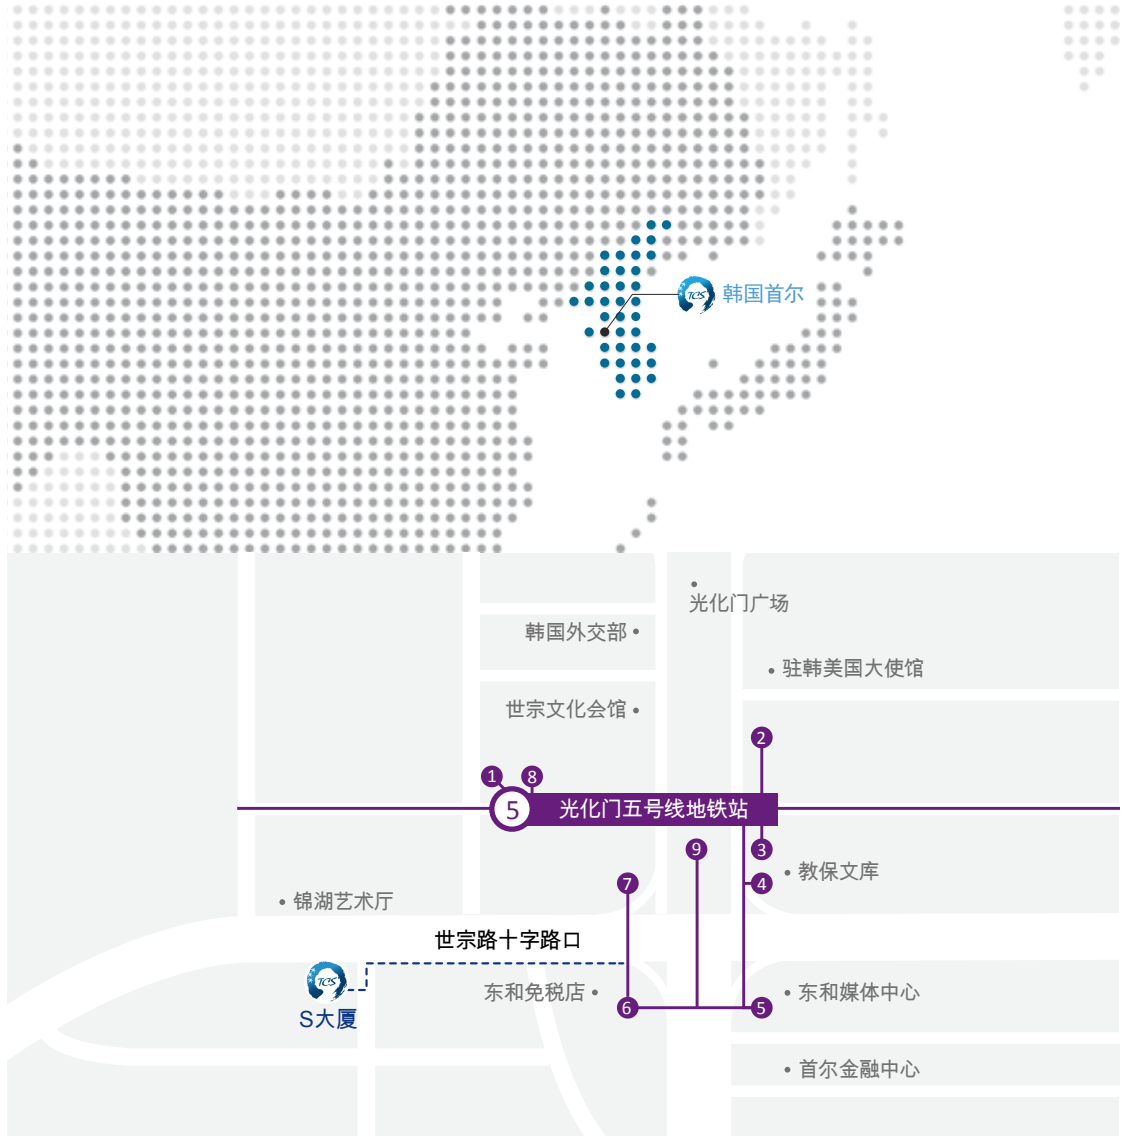 TCS
韩国首尔
光化门广场
韩国外交部
驻韩美国大使馆
世宗文化会馆
2
1
8
5
光化门五号线地铁站
9
3
7
4
教保文库
锦湖艺术厅
世宗路十字路口
TCS
S大厦
东和免税店
6
5
东和媒体中心
首尔金融中心